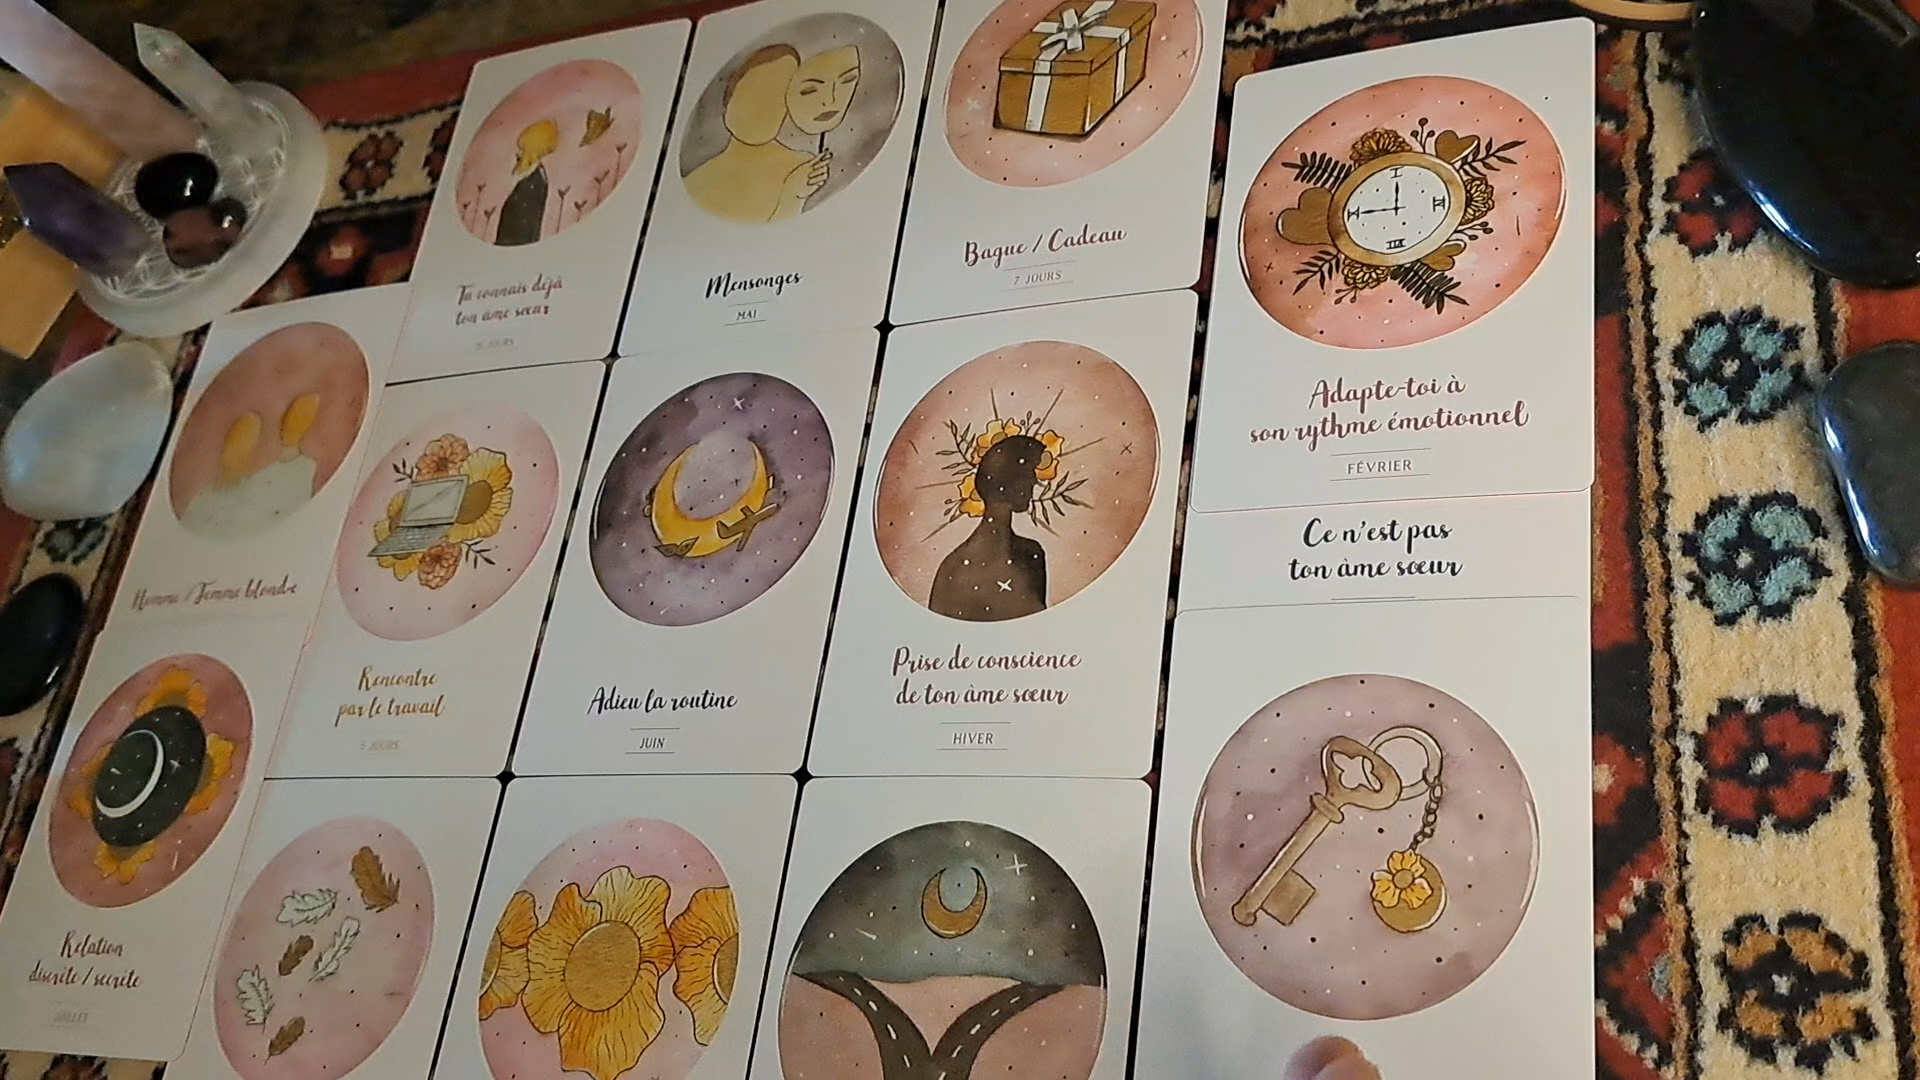 Tu connais déjà
ton âme sœur
JOURS
Mensonges
MAI
Bague / Cadeau
7 JOURS
Adapte-toi à
son rythme émotionnel
FÉVRIER
Homme / Femme blonde
Rencontre
par le travail
5 JOURS
Adieu la routine
JUIN
Prise de conscience
de ton âme sœur
HIVER
Ce n'est pas
ton âme sœur
Relation
discrète / secrète
JUILLET